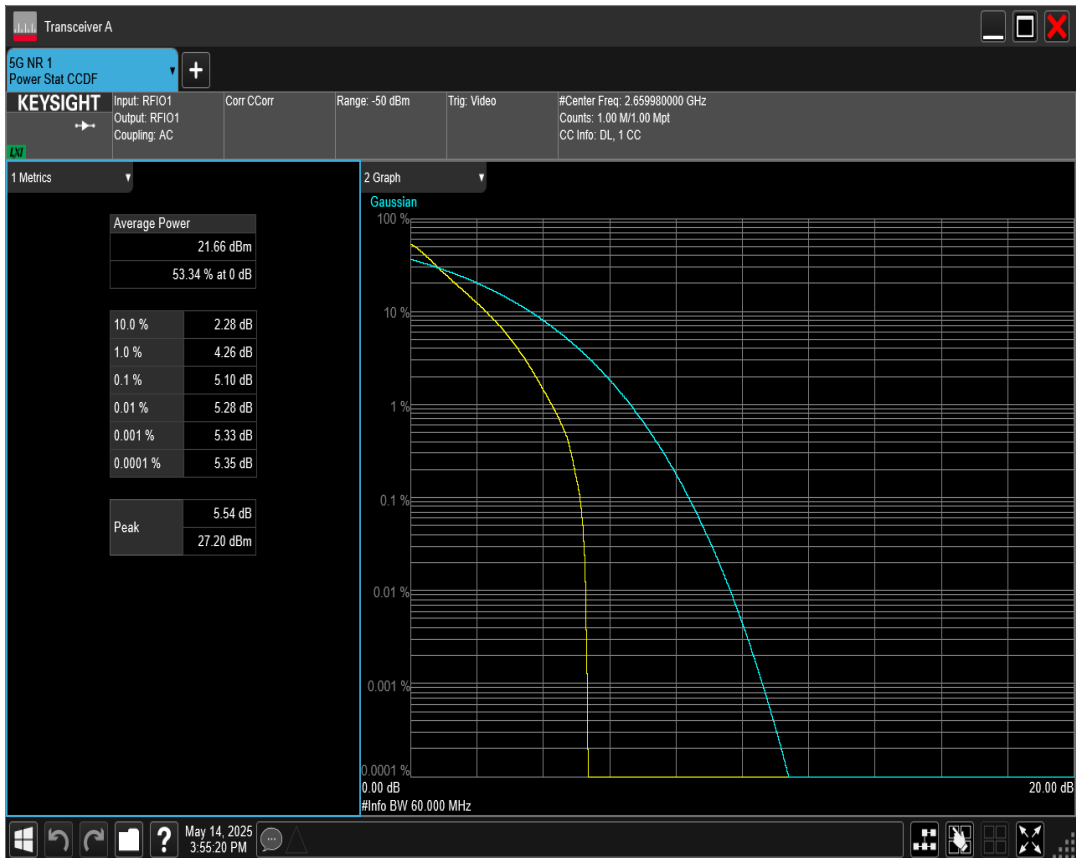 Transceiver A
5G NR 1
Power Stat CCDF
KEYSIGHT
LXI
Input: RFIO1
Output: RFIO1
Coupling: AC
Corr CCorr
Range: -50 dBm
Trig: Video
#Center Freq: 2.659980000 GHz
Counts: 1.00 M/1.00 Mpt
CC Info: DL, 1 CC
1 Metrics
Average Power
21.66 dBm
53.34 % at 0 dB
10.0 % 2.28 dB
1.0 % 4.26 dB
0.1 % 5.10 dB
0.01 % 5.28 dB
0.001 % 5.33 dB
0.0001 % 5.35 dB
Peak
5.54 dB
27.20 dBm
2 Graph
Gaussian
100 %
10 %
1 %
0.1 %
0.01 %
0.001 %
0.0001 %
0.00 dB 20.00 dB
#Info BW 60.000 MHz
May 14, 2025
3:55:20 PM